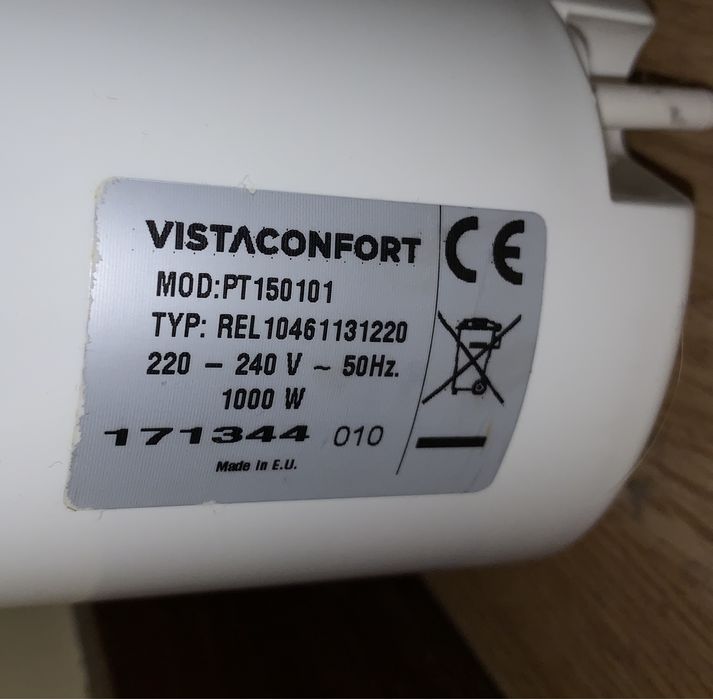 VISTACONFORT
MOD:PT150101
TYP: REL10461131220
220 – 240 V ~ 50Hz.
1000 W
171344 010
Made in E.U.
CE